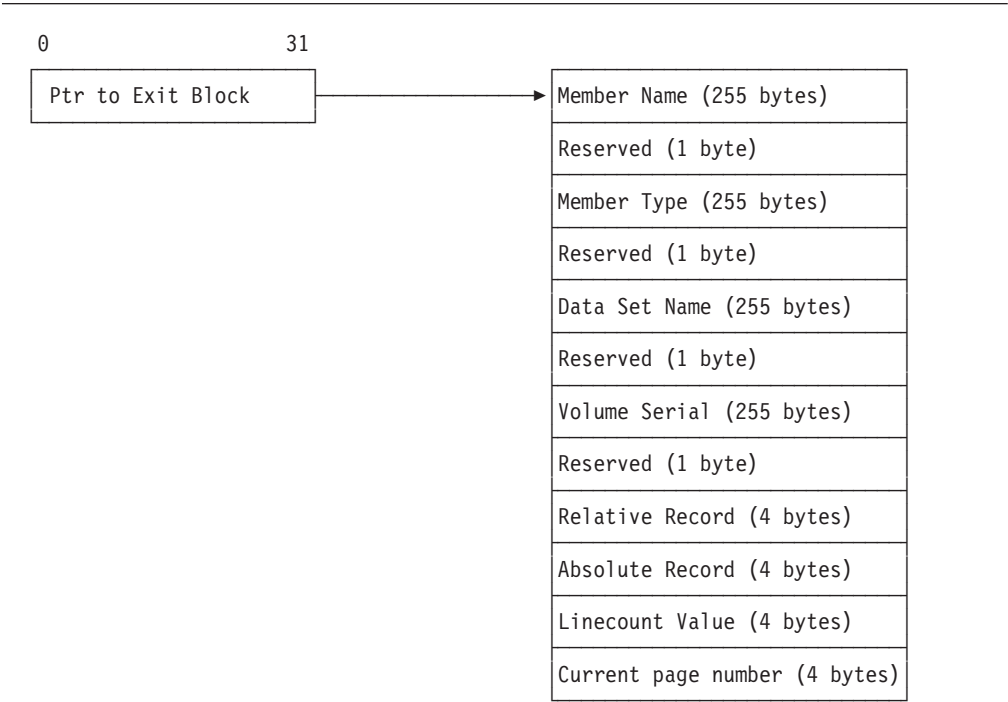 0 31
Ptr to Exit Block
Member Name (255 bytes)
Reserved (1 byte)
Member Type (255 bytes)
Reserved (1 byte)
Data Set Name (255 bytes)
Reserved (1 byte)
Volume Serial (255 bytes)
Reserved (1 byte)
Relative Record (4 bytes)
Absolute Record (4 bytes)
Linecount Value (4 bytes)
Current page number (4 bytes)